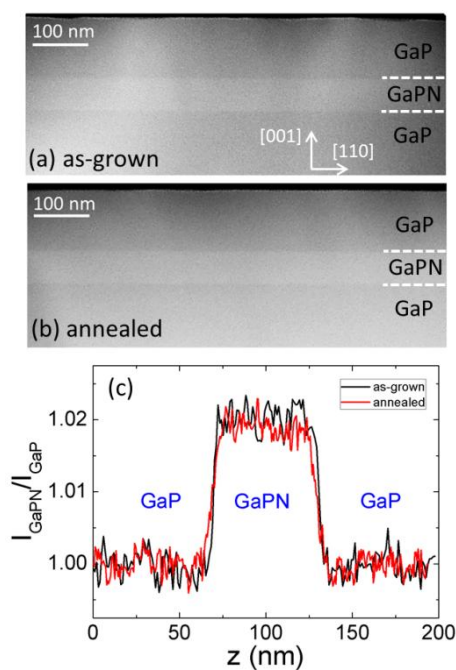 100 nm
GaP
GaPN
GaP
[001]
[110]
(a) as-grown
100 nm
GaP
GaPN
GaP
(b) annealed
(c)
as-grown
annealed
1.02
1.01
1.00
I_GaPN/I_GaP
GaP
GaPN
GaP
0
50
100
150
200
z (nm)